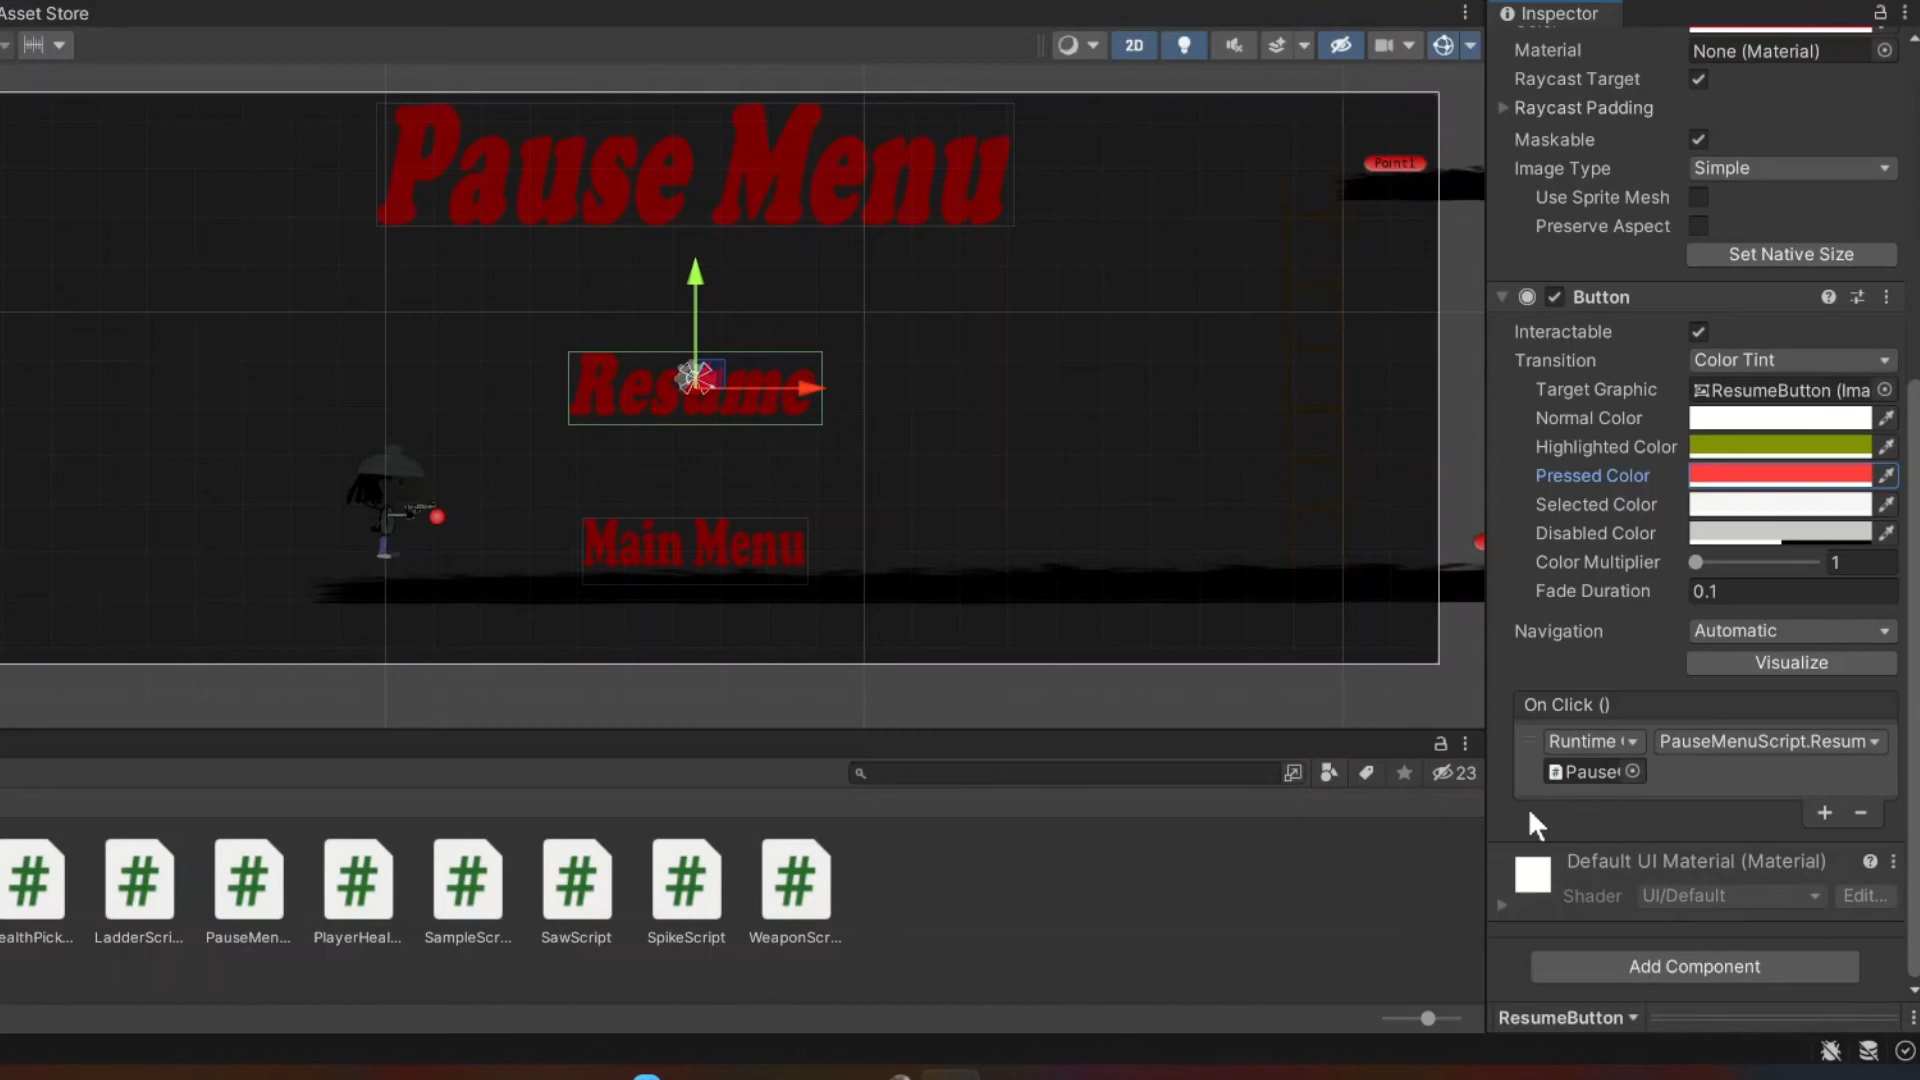 Asset Store
2D
Pause Menu
Point1
Resume
Main Menu
23
ealthPick...
LadderScri...
PauseMen...
PlayerHeal...
SampleScr...
SawScript
SpikeScript
WeaponScr...
Inspector
Material
None (Material)
Raycast Target
Raycast Padding
Maskable
Image Type
Simple
Use Sprite Mesh
Preserve Aspect
Set Native Size
Button
Interactable
Transition
Color Tint
Target Graphic
ResumeButton (Ima
Normal Color
Highlighted Color
Pressed Color
Selected Color
Disabled Color
Color Multiplier
1
Fade Duration
0.1
Navigation
Automatic
Visualize
On Click ()
Runtime
PauseMenuScript.Resum
Pause
Default UI Material (Material)
Shader
UI/Default
Edit...
Add Component
ResumeButton